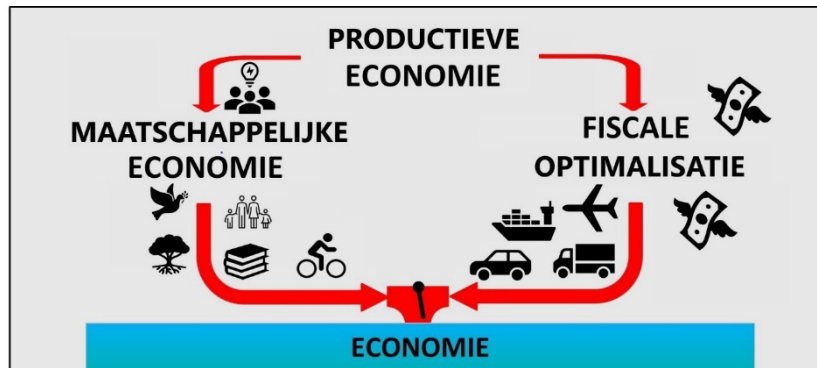 PRODUCTIEVE
ECONOMIE
MAATSCHAPPELIJKE
ECONOMIE
FISCALE
OPTIMALISATIE
ECONOMIE